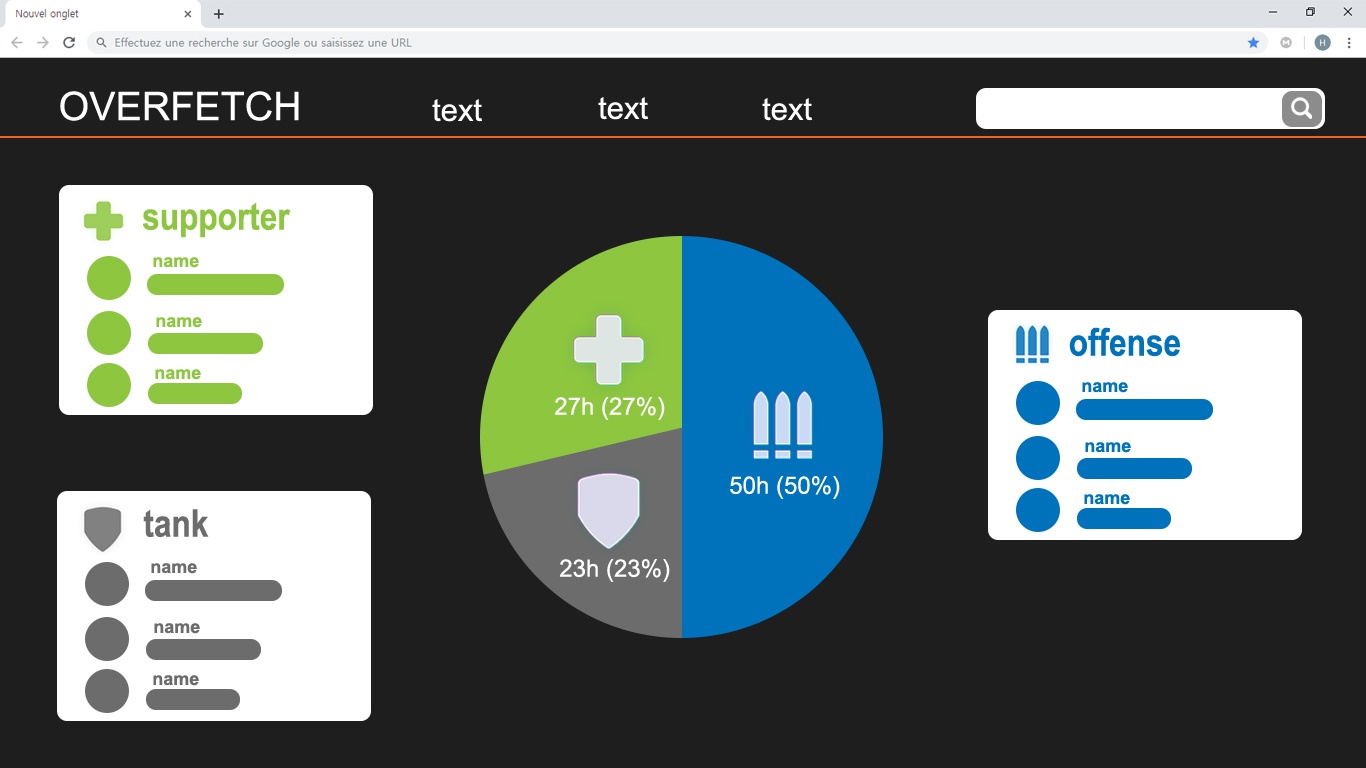 Nouvel onglet
Effectuez une recherche sur Google ou saisissez une URL
H
OVERFETCH
text
text
text
supporter
name
name
name
27h (27%)
50h (50%)
23h (23%)
offense
name
name
name
tank
name
name
name